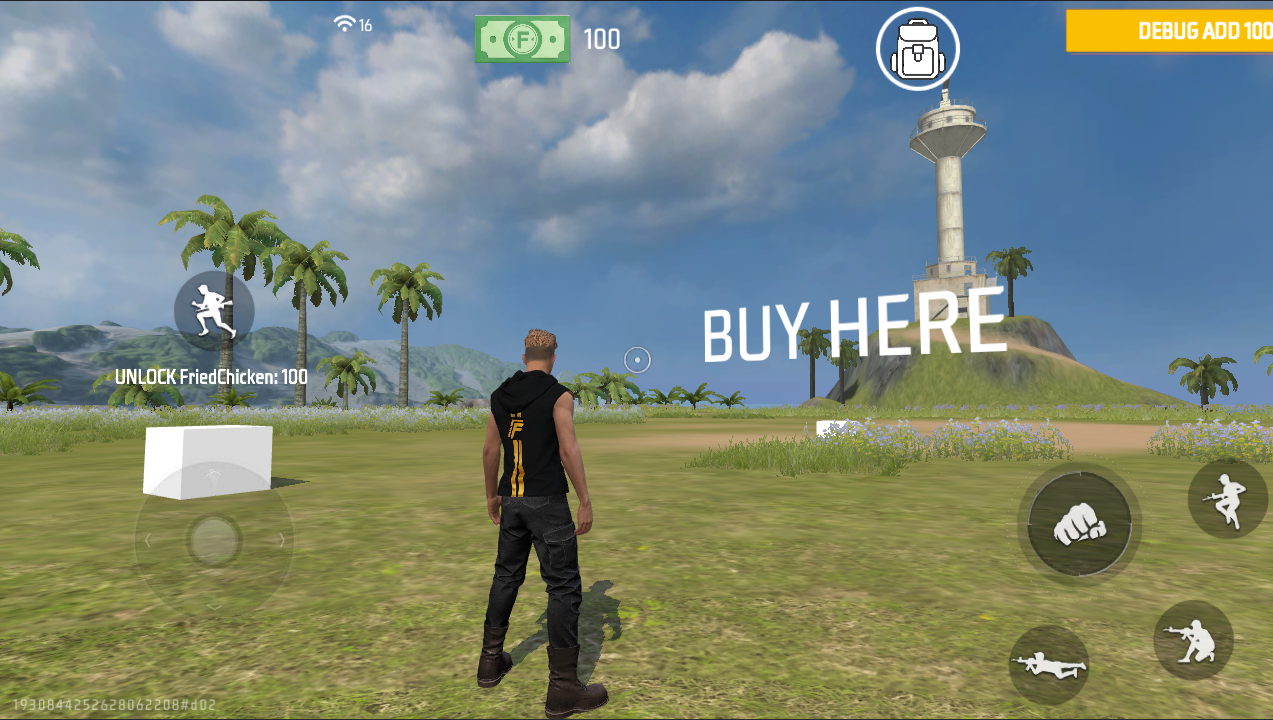 16
F
100
DEBUG ADD 100
BUY HERE
UNLOCK FriedChicken: 100
F
1930844252628062208#d02